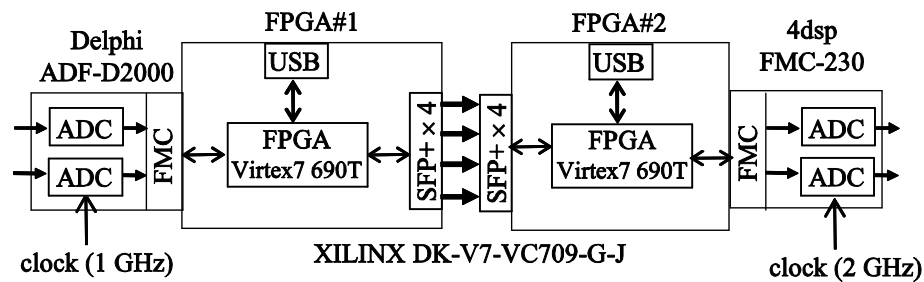 Delphi
ADF-D2000
FPGA#1
FPGA#2
4dsp
FMC-230
USB
USB
ADC
ADC
FMC
FPGA
Virtex7 690T
SFP+×4
SFP+×4
FPGA
Virtex7 690T
FMC
ADC
ADC
clock (1 GHz)
XILINX DK-V7-VC709-G-J
clock (2 GHz)